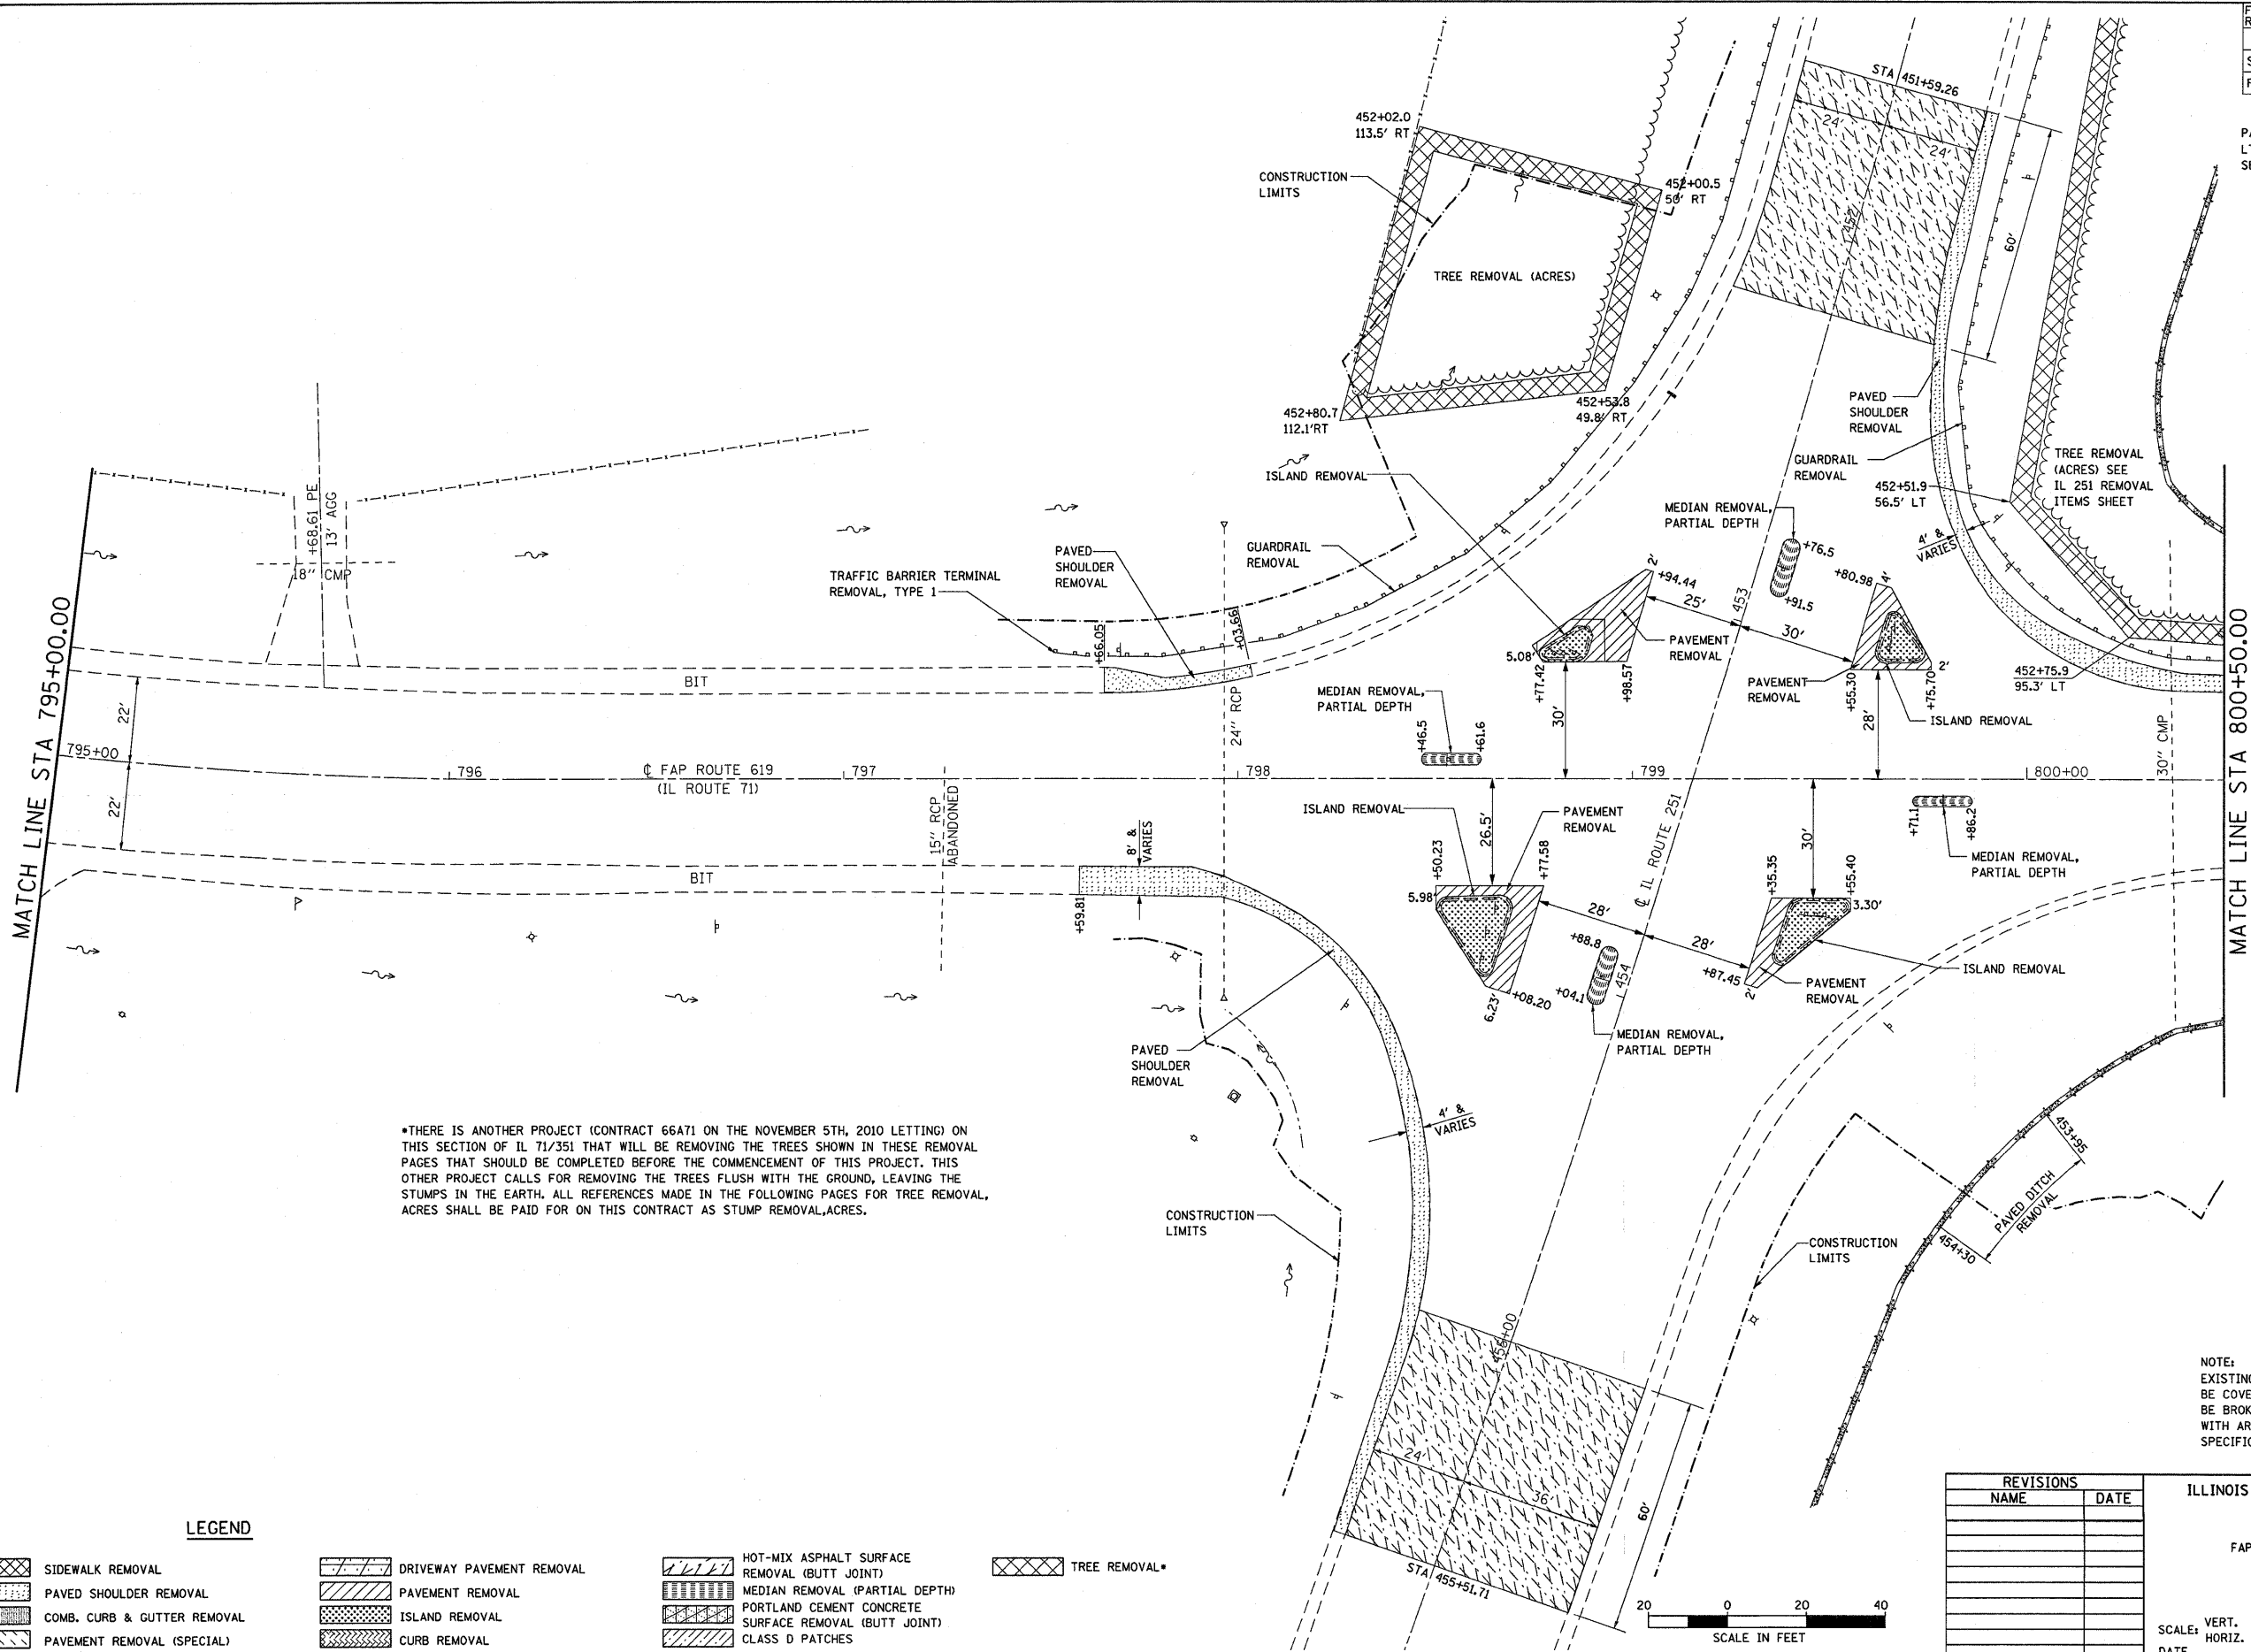 STA 451+59.26
24'
24'
452
60'
452+02.0
113.5' RT
452+00.5
50' RT
CONSTRUCTION
LIMITS
TREE REMOVAL (ACRES)
452+80.7
112.1'RT
452+53.8
49.8' RT
PAVED
SHOULDER
REMOVAL
GUARDRAIL
REMOVAL
452+51.9
56.5' LT
TREE REMOVAL
(ACRES) SEE
IL 251 REMOVAL
ITEMS SHEET
4' &
VARIES
ISLAND REMOVAL
MEDIAN REMOVAL,
PARTIAL DEPTH
+76.5
+91.5
+80.98
4'
2'
+94.44
25'
453
30'
+68.61 PE
13' AGG
18" CMP
PAVED
SHOULDER
REMOVAL
GUARDRAIL
REMOVAL
TRAFFIC BARRIER TERMINAL
REMOVAL, TYPE 1
+66.05
+03.66
5.08'
PAVEMENT
REMOVAL
+77.42
+98.57
30'
PAVEMENT
REMOVAL
+55.30
+75.70
2'
28'
ISLAND REMOVAL
452+75.9
95.3' LT
MATCH LINE STA 795+00.00
MATCH LINE STA 800+50.00
BIT
22'
22'
24" RCP
MEDIAN REMOVAL,
PARTIAL DEPTH
+46.5
+61.6
30" CMP
795+00
796
℄ FAP ROUTE 619
(IL ROUTE 71)
797
798
799
800+00
15" RCP
ABANDONED
8' &
VARIES
BIT
+59.81
ISLAND REMOVAL
PAVEMENT
REMOVAL
26.5'
+50.23
+77.58
5.98'
℄ IL ROUTE 251
30'
+35.35
+55.40
3.30'
+71.1
+86.2
MEDIAN REMOVAL,
PARTIAL DEPTH
28'
28'
+88.8
+04.1
454
+87.45
2'
6.23'
+08.20
ISLAND REMOVAL
PAVEMENT
REMOVAL
MEDIAN REMOVAL,
PARTIAL DEPTH
PAVED
SHOULDER
REMOVAL
4' &
VARIES
•THERE IS ANOTHER PROJECT (CONTRACT 66A71 ON THE NOVEMBER 5TH, 2010 LETTING) ON
THIS SECTION OF IL 71/351 THAT WILL BE REMOVING THE TREES SHOWN IN THESE REMOVAL
PAGES THAT SHOULD BE COMPLETED BEFORE THE COMMENCEMENT OF THIS PROJECT. THIS
OTHER PROJECT CALLS FOR REMOVING THE TREES FLUSH WITH THE GROUND, LEAVING THE
STUMPS IN THE EARTH. ALL REFERENCES MADE IN THE FOLLOWING PAGES FOR TREE REMOVAL,
ACRES SHALL BE PAID FOR ON THIS CONTRACT AS STUMP REMOVAL,ACRES.
CONSTRUCTION
LIMITS
CONSTRUCTION
LIMITS
453+95
PAVED DITCH
REMOVAL
454+30
24'
36'
60'
STA 455+51.71
NOTE:
SCALE: VERT.
HORIZ.
REVISIONS
NAME DATE
ILLINOIS
LEGEND
SIDEWALK REMOVAL
PAVED SHOULDER REMOVAL
COMB. CURB & GUTTER REMOVAL
PAVEMENT REMOVAL (SPECIAL)
DRIVEWAY PAVEMENT REMOVAL
PAVEMENT REMOVAL
ISLAND REMOVAL
CURB REMOVAL
HOT-MIX ASPHALT SURFACE
REMOVAL (BUTT JOINT)
MEDIAN REMOVAL (PARTIAL DEPTH)
PORTLAND CEMENT CONCRETE
SURFACE REMOVAL (BUTT JOINT)
CLASS D PATCHES
TREE REMOVAL•
20 0 20 40
SCALE IN FEET